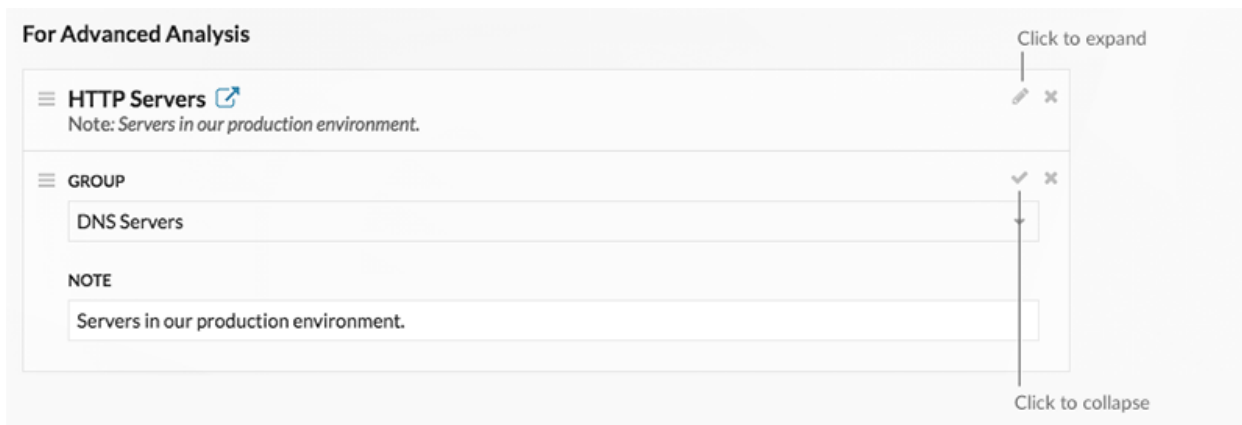 For Advanced Analysis
Click to expand
HTTP Servers
Note: Servers in our production environment.
GROUP
DNS Servers
NOTE
Servers in our production environment.
Click to collapse